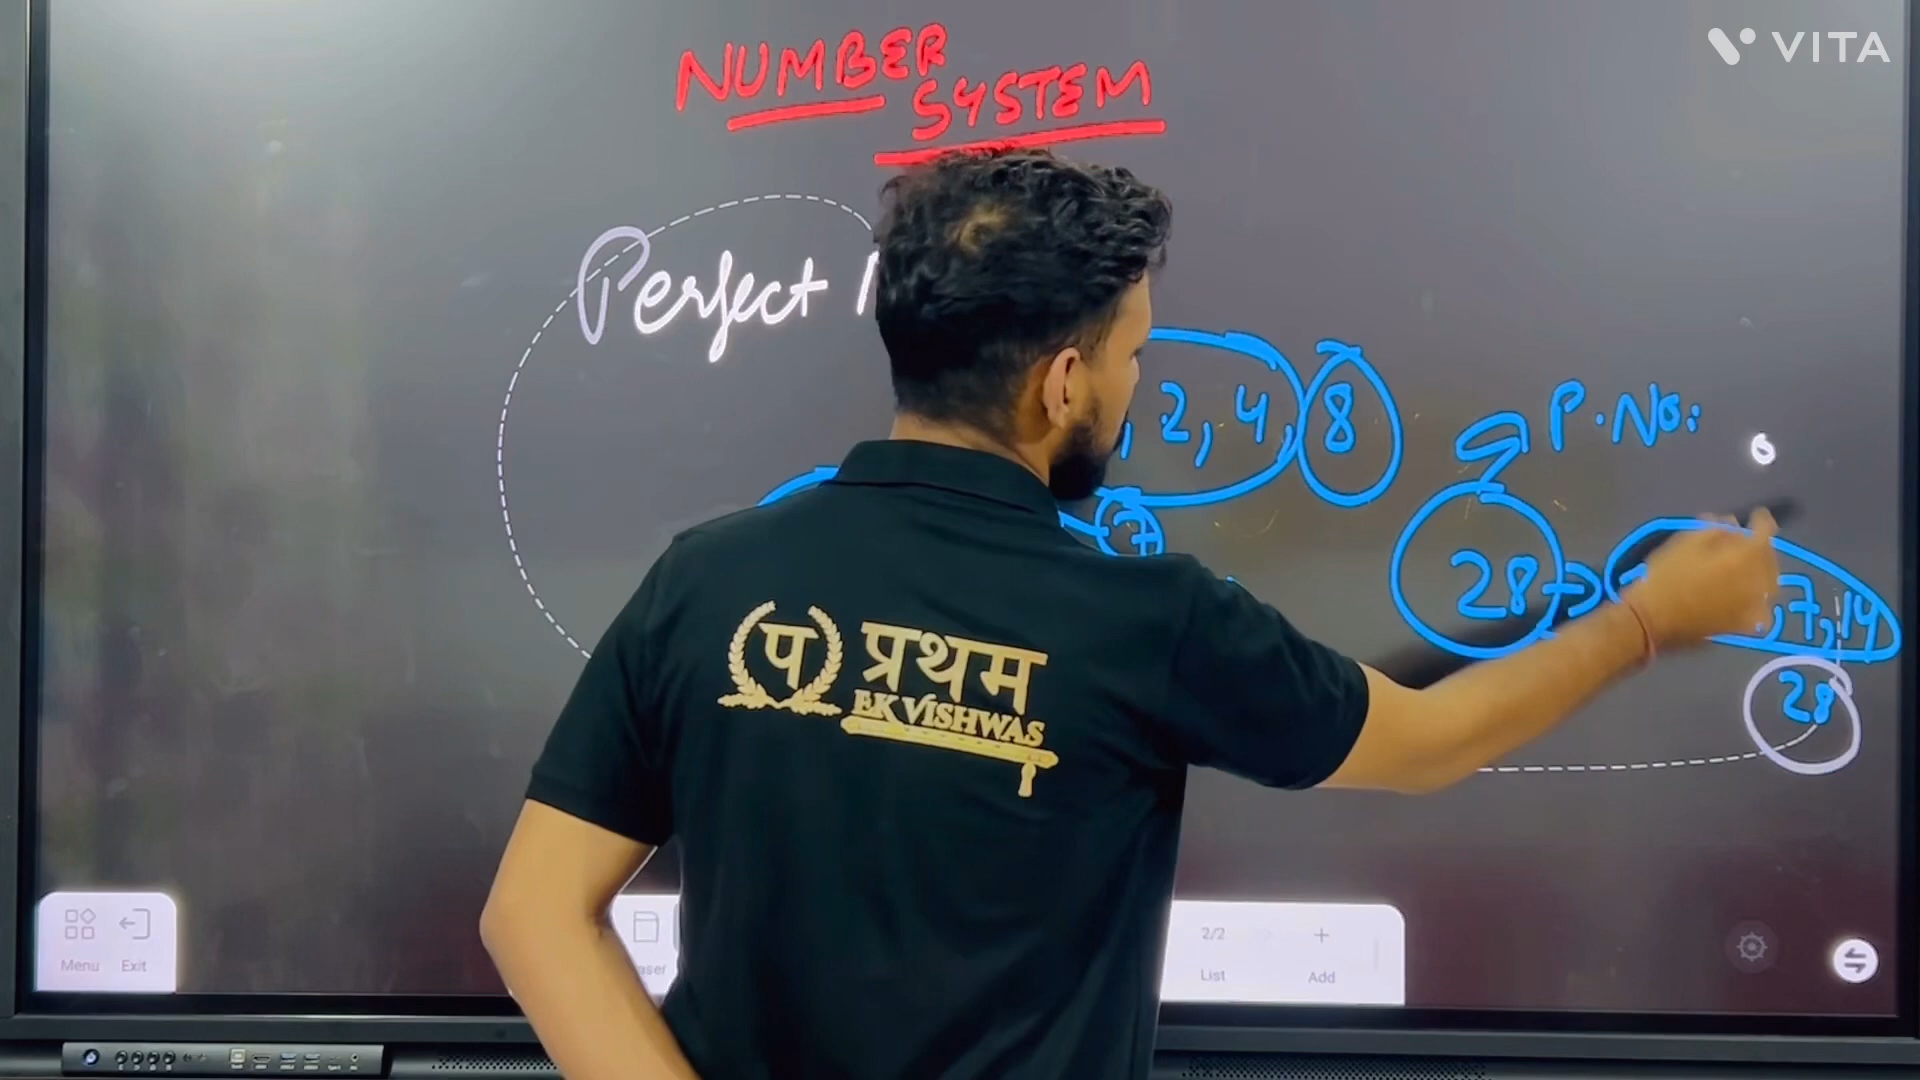 VITA
NUMBER
SYSTEM
Perfect
, 2, 4, 8
P. No:
7
28 → , 7, 14
28
प प्रथम
EK VISHWAS
Menu Exit
2/2
List Add